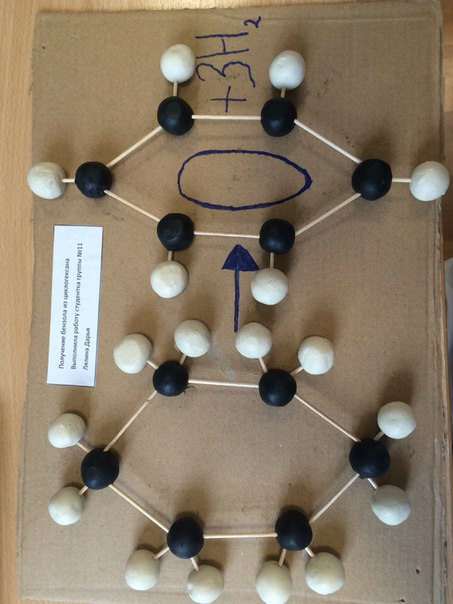 Получение бензола из циклогексана
Выполнила работу студентка группы №11
Лялина Дарья
+3H₂